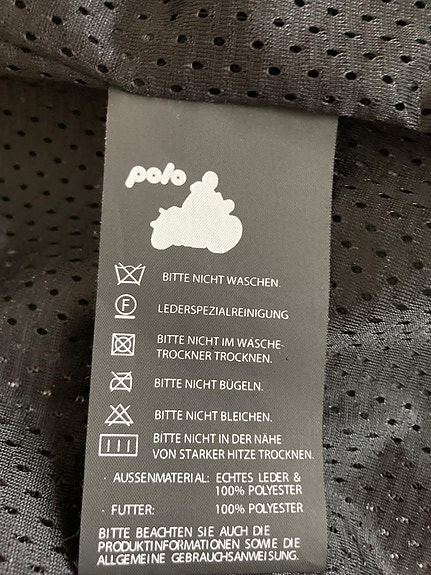 polo
BITTE NICHT WASCHEN.
F
LEDERSPEZIALREINIGUNG
BITTE NICHT IM WÄSCHE-
TROCKNER TROCKNEN.
BITTE NICHT BÜGELN.
BITTE NICHT BLEICHEN.
BITTE NICHT IN DER NÄHE
VON STARKER HITZE TROCKNEN.
· AUSSENMATERIAL: ECHTES LEDER &
100% POLYESTER
· FUTTER: 100% POLYESTER
BITTE BEACHTEN SIE AUCH DIE
PRODUKTINFORMATIONEN SOWIE DIE
ALLGEMEINE GEBRAUCHSANWEISUNG.